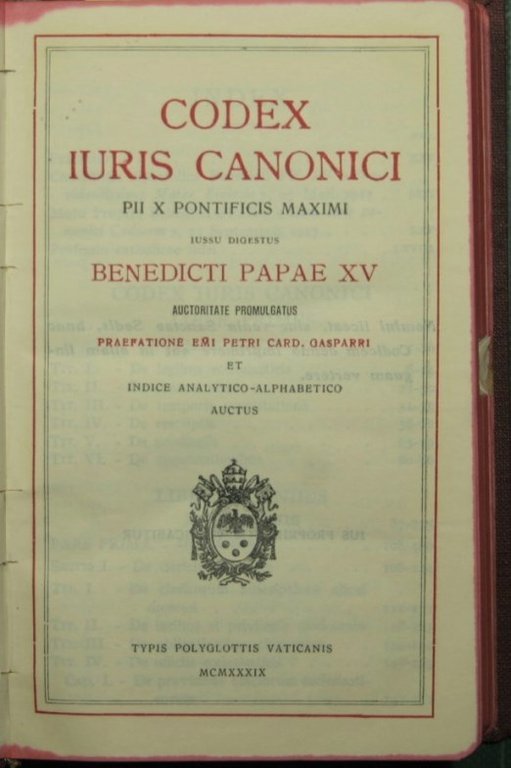 CODEX
IURIS CANONICI
PII X PONTIFICIS MAXIMI
IUSSU DIGESTUS
BENEDICTI PAPAE XV
AUCTORITATE PROMULGATUS
PRAEFATIONE EMI PETRI CARD. GASPARRI
ET
INDICE ANALYTICO-ALPHABETICO
AUCTUS
TYPIS POLYGLOTTIS VATICANIS
MCMXXXIX